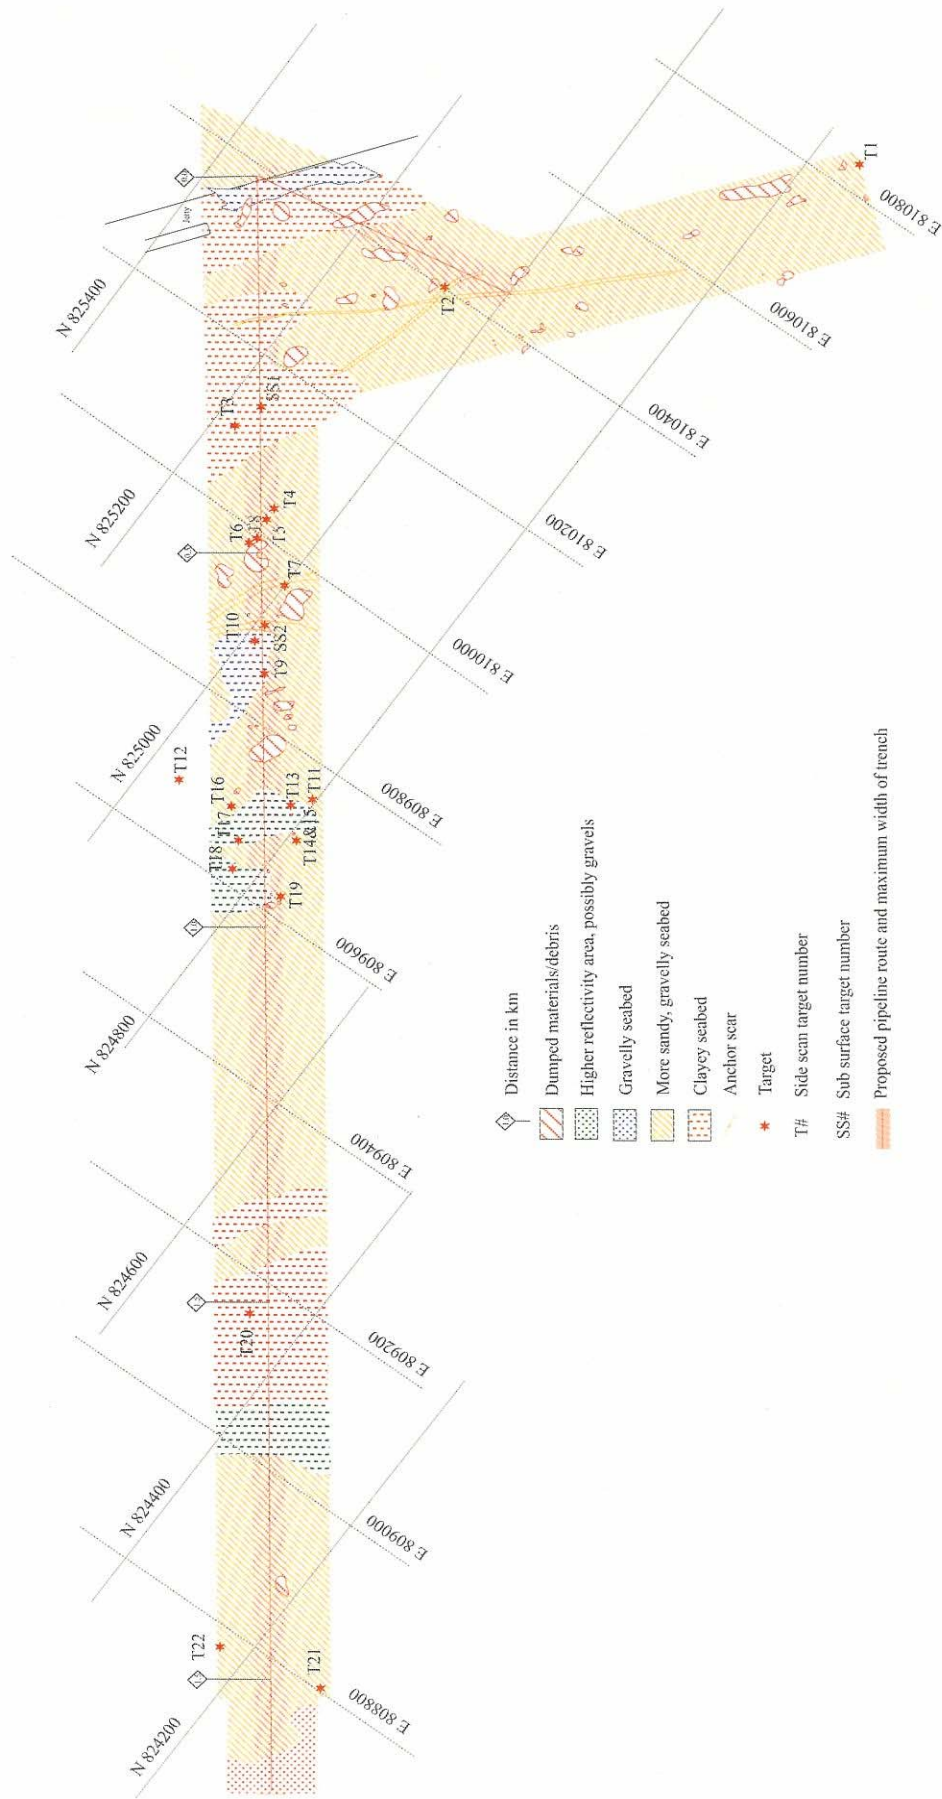 Jetty
N 825400
N 825200
N 825000
N 824800
N 824600
N 824400
N 824200
T1
T2
T3
SS1
T4
T5
T6
T8
T7
T10
SS2
T9
T12
T16
T17
T18
T13
T11
T14&15
T19
T20
T22
T21
E 810800
E 810600
E 810400
E 810200
E 810000
E 809800
E 809600
E 809400
E 809200
E 809000
E 808800
1.0
Distance in km
Dumped materials/debris
Higher reflectivity area, possibly gravels
Gravelly seabed
More sandy, gravelly seabed
Clayey seabed
Anchor scar
Target
T# Side scan target number
SS# Sub surface target number
Proposed pipeline route and maximum width of trench